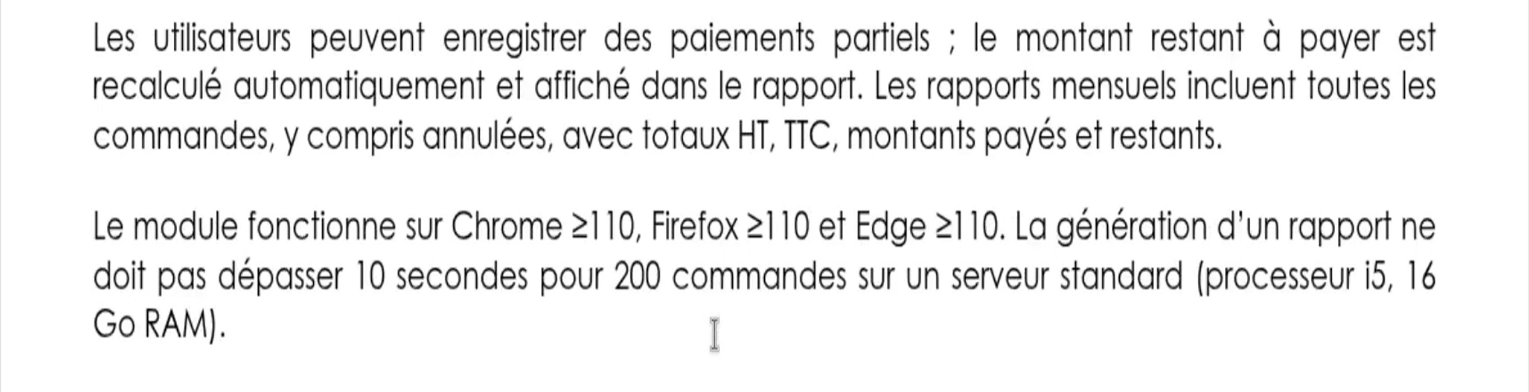 Les utilisateurs peuvent enregistrer des paiements partiels ; le montant restant à payer est
recalculé automatiquement et affiché dans le rapport. Les rapports mensuels incluent toutes les
commandes, y compris annulées, avec totaux HT, TTC, montants payés et restants.
Le module fonctionne sur Chrome ≥110, Firefox ≥110 et Edge ≥110. La génération d'un rapport ne
doit pas dépasser 10 secondes pour 200 commandes sur un serveur standard (processeur i5, 16
Go RAM).